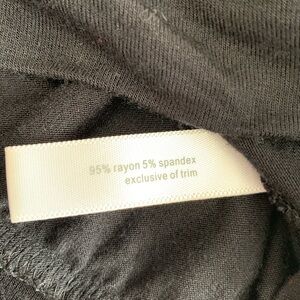 95% rayon 5% spandex
exclusive of trim